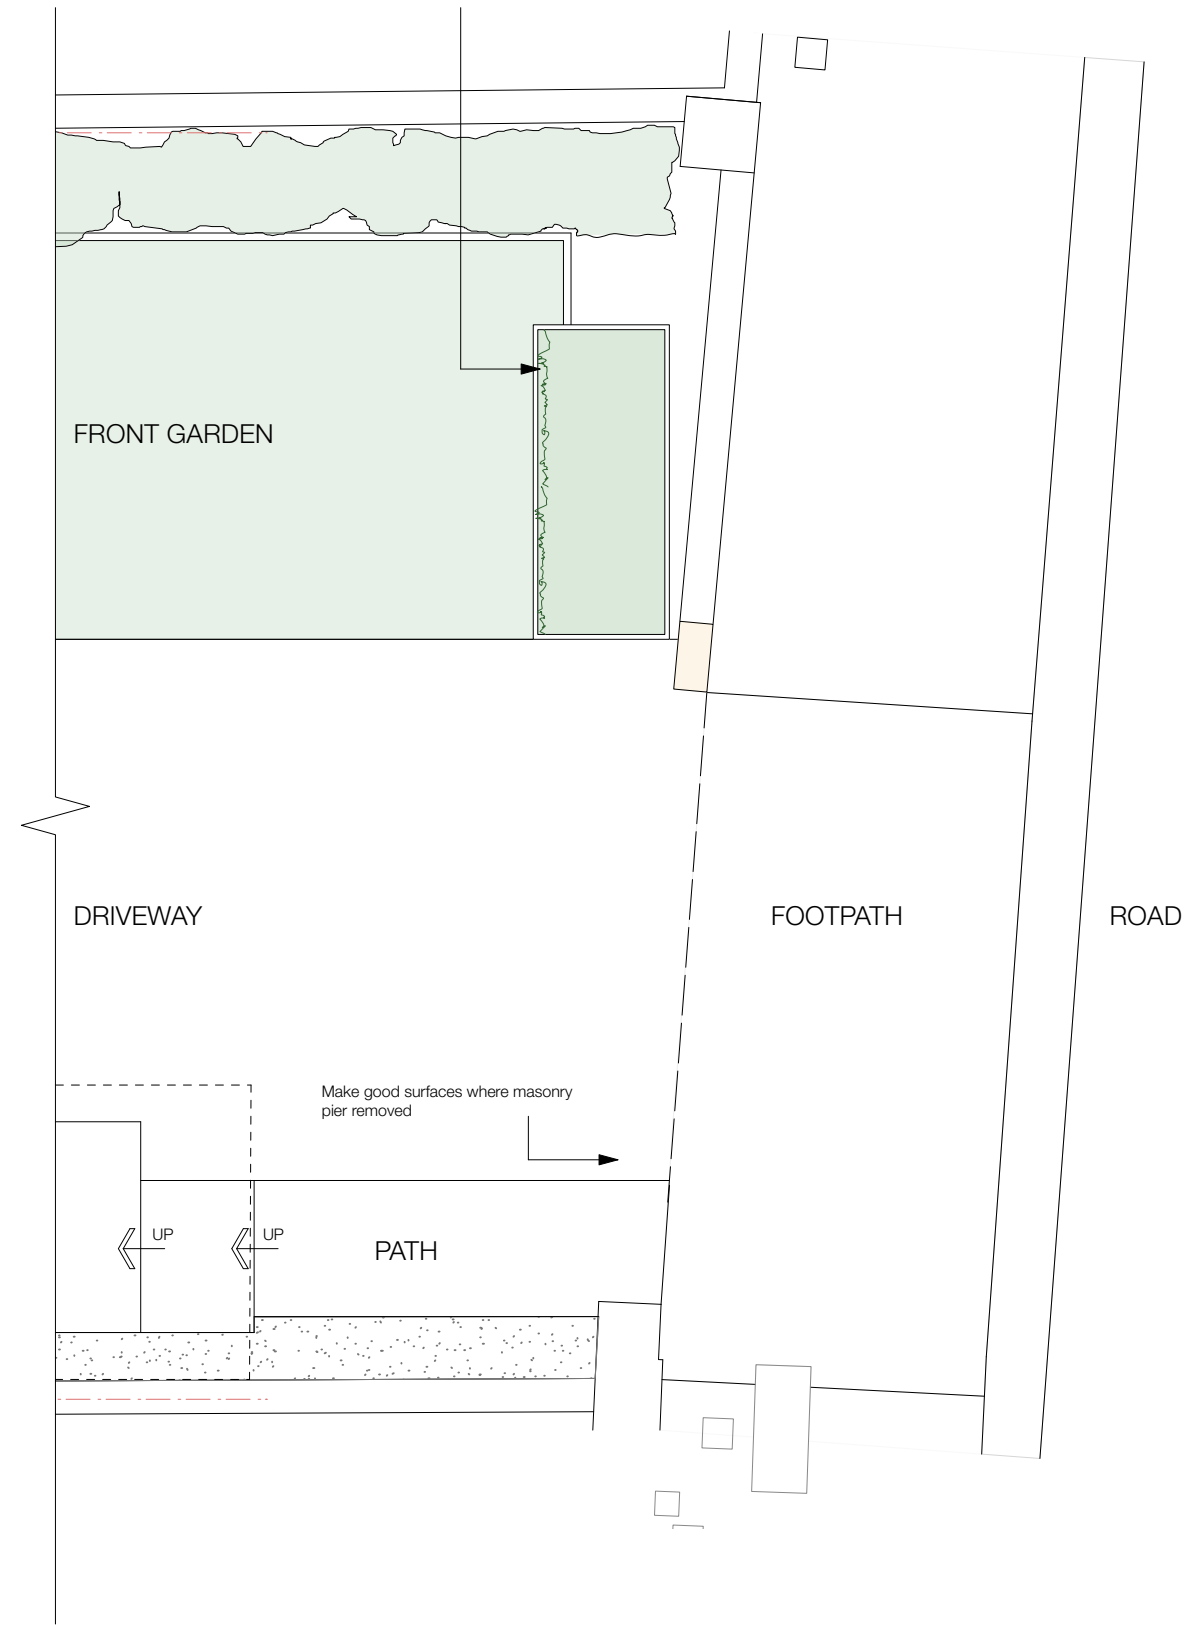 FRONT GARDEN
DRIVEWAY
FOOTPATH
ROAD
Make good surfaces where masonry
pier removed
UP
UP
PATH